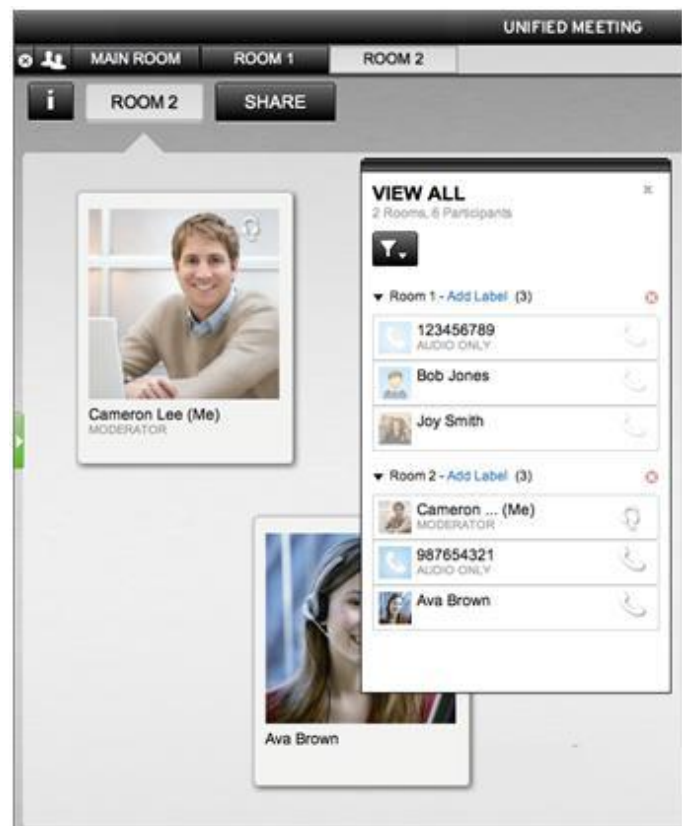 UNIFIED MEETING
MAIN ROOM ROOM 1 ROOM 2
i ROOM 2 SHARE
Cameron Lee (Me)
MODERATOR
Ava Brown
VIEW ALL
2 Rooms, 6 Participants
Room 1 - Add Label (3)
123456789
AUDIO ONLY
Bob Jones
Joy Smith
Room 2 - Add Label (3)
Cameron ... (Me)
MODERATOR
987654321
AUDIO ONLY
Ava Brown